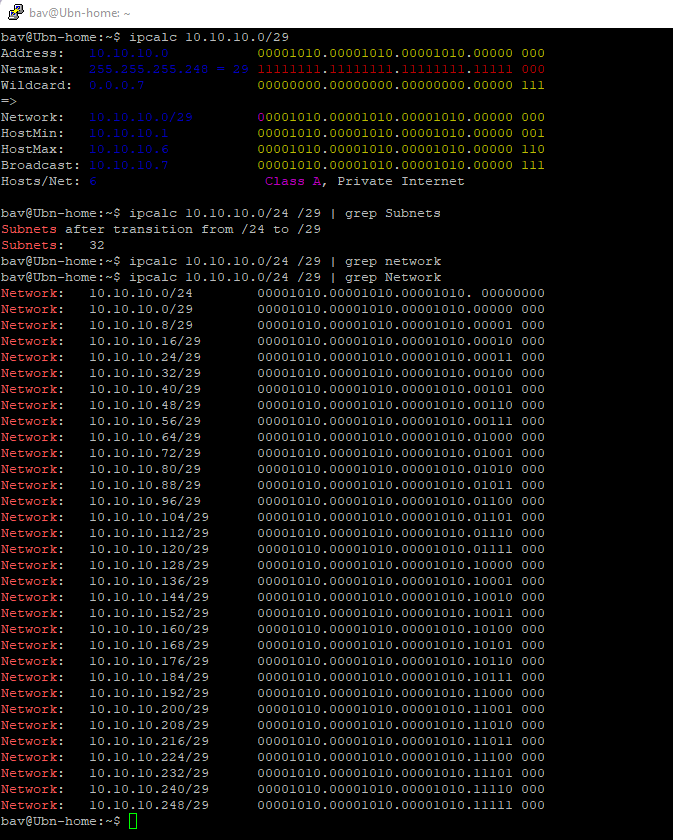 bav@Ubn-home: ~
bav@Ubn-home:~$ ipcalc 10.10.10.0/29
Address:   10.10.10.0           00001010.00001010.00001010.00000 000
Netmask:   255.255.255.248 = 29 11111111.11111111.11111111.11111 000
Wildcard:  0.0.0.7              00000000.00000000.00000000.00000 111
=>
Network:   10.10.10.0/29        00001010.00001010.00001010.00000 000
HostMin:   10.10.10.1           00001010.00001010.00001010.00000 001
HostMax:   10.10.10.6           00001010.00001010.00001010.00000 110
Broadcast: 10.10.10.7           00001010.00001010.00001010.00000 111
Hosts/Net: 6                     Class A, Private Internet
bav@Ubn-home:~$ ipcalc 10.10.10.0/24 /29 | grep Subnets
Subnets after transition from /24 to /29
Subnets:   32
bav@Ubn-home:~$ ipcalc 10.10.10.0/24 /29 | grep network
bav@Ubn-home:~$ ipcalc 10.10.10.0/24 /29 | grep Network
Network:   10.10.10.0/24        00001010.00001010.00001010. 00000000
Network:   10.10.10.0/29        00001010.00001010.00001010.00000 000
Network:   10.10.10.8/29        00001010.00001010.00001010.00001 000
Network:   10.10.10.16/29       00001010.00001010.00001010.00010 000
Network:   10.10.10.24/29       00001010.00001010.00001010.00011 000
Network:   10.10.10.32/29       00001010.00001010.00001010.00100 000
Network:   10.10.10.40/29       00001010.00001010.00001010.00101 000
Network:   10.10.10.48/29       00001010.00001010.00001010.00110 000
Network:   10.10.10.56/29       00001010.00001010.00001010.00111 000
Network:   10.10.10.64/29       00001010.00001010.00001010.01000 000
Network:   10.10.10.72/29       00001010.00001010.00001010.01001 000
Network:   10.10.10.80/29       00001010.00001010.00001010.01010 000
Network:   10.10.10.88/29       00001010.00001010.00001010.01011 000
Network:   10.10.10.96/29       00001010.00001010.00001010.01100 000
Network:   10.10.10.104/29      00001010.00001010.00001010.01101 000
Network:   10.10.10.112/29      00001010.00001010.00001010.01110 000
Network:   10.10.10.120/29      00001010.00001010.00001010.01111 000
Network:   10.10.10.128/29      00001010.00001010.00001010.10000 000
Network:   10.10.10.136/29      00001010.00001010.00001010.10001 000
Network:   10.10.10.144/29      00001010.00001010.00001010.10010 000
Network:   10.10.10.152/29      00001010.00001010.00001010.10011 000
Network:   10.10.10.160/29      00001010.00001010.00001010.10100 000
Network:   10.10.10.168/29      00001010.00001010.00001010.10101 000
Network:   10.10.10.176/29      00001010.00001010.00001010.10110 000
Network:   10.10.10.184/29      00001010.00001010.00001010.10111 000
Network:   10.10.10.192/29      00001010.00001010.00001010.11000 000
Network:   10.10.10.200/29      00001010.00001010.00001010.11001 000
Network:   10.10.10.208/29      00001010.00001010.00001010.11010 000
Network:   10.10.10.216/29      00001010.00001010.00001010.11011 000
Network:   10.10.10.224/29      00001010.00001010.00001010.11100 000
Network:   10.10.10.232/29      00001010.00001010.00001010.11101 000
Network:   10.10.10.240/29      00001010.00001010.00001010.11110 000
Network:   10.10.10.248/29      00001010.00001010.00001010.11111 000
bav@Ubn-home:~$